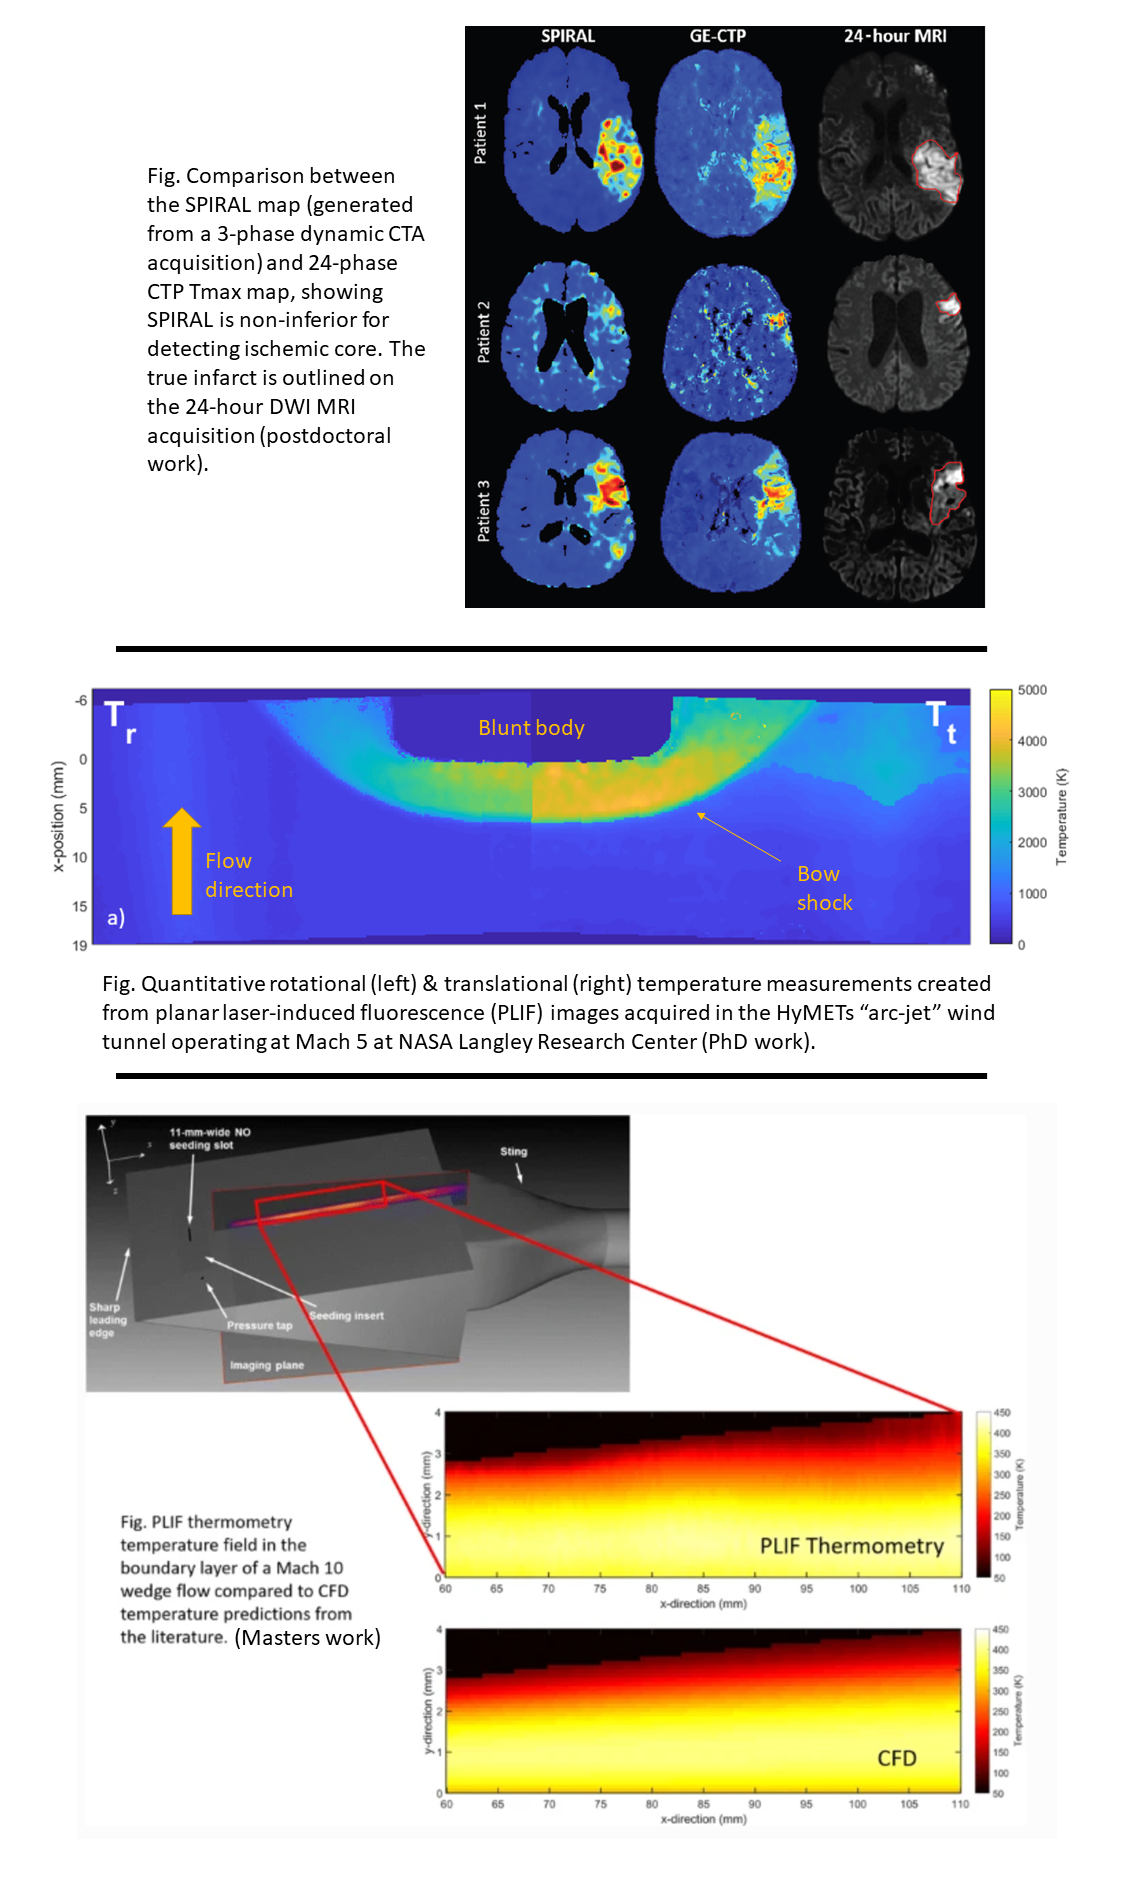 SPIRAL GE-CTP 24-hour MRI
Patient 1
Patient 2
Patient 3
Fig. Comparison between
the SPIRAL map (generated
from a 3-phase dynamic CTA
acquisition) and 24-phase
CTP Tmax map, showing
SPIRAL is non-inferior for
detecting ischemic core. The
true infarct is outlined on
the 24-hour DWI MRI
acquisition (postdoctoral
work).
-6
0
5
10
15
19
x-position (mm)
Tr
Blunt body
Tt
Flow
direction
Bow
shock
a)
5000
4000
3000
2000
1000
0
Temperature (K)
Fig. Quantitative rotational (left) & translational (right) temperature measurements created
from planar laser-induced fluorescence (PLIF) images acquired in the HyMETs “arc-jet” wind
tunnel operating at Mach 5 at NASA Langley Research Center (PhD work).
y
x
z
11-mm-wide NO
seeding slot
Sting
Sharp
leading
edge
Pressure tap
Seeding insert
Imaging plane
4
3
2
1
0
y-direction (mm)
PLIF Thermometry
60 65 70 75 80 85 90 95 100 105 110
x-direction (mm)
450
400
350
300
250
200
150
100
50
Temperature (K)
Fig. PLIF thermometry
temperature field in the
boundary layer of a Mach 10
wedge flow compared to CFD
temperature predictions from
the literature. (Masters work)
4
3
2
1
0
y-direction (mm)
CFD
60 65 70 75 80 85 90 95 100 105 110
x-direction (mm)
450
400
350
300
250
200
150
100
50
Temperature (K)